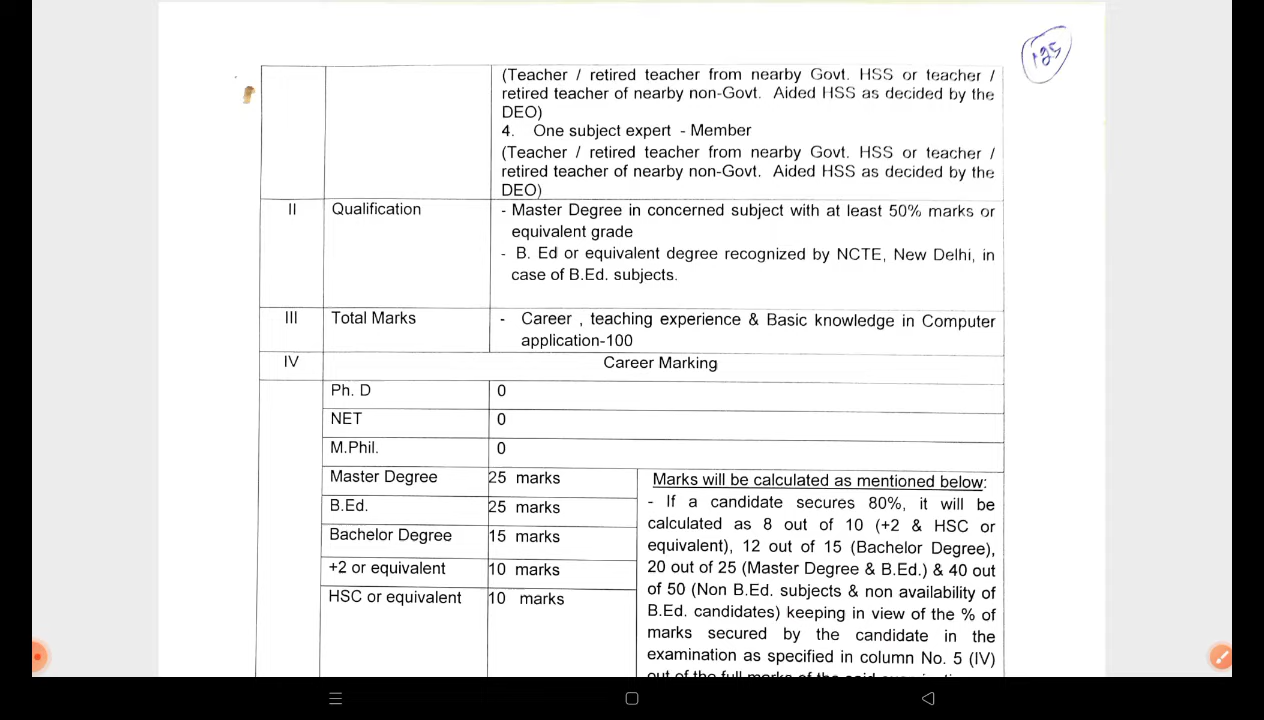 125
(Teacher / retired teacher from nearby Govt. HSS or teacher /
retired teacher of nearby non-Govt. Aided HSS as decided by the
DEO)
4. One subject expert - Member
(Teacher / retired teacher from nearby Govt. HSS or teacher /
retired teacher of nearby non-Govt. Aided HSS as decided by the
DEO)
II Qualification - Master Degree in concerned subject with at least 50% marks or
equivalent grade
- B. Ed or equivalent degree recognized by NCTE, New Delhi, in
case of B.Ed. subjects.
III Total Marks - Career , teaching experience & Basic knowledge in Computer
application-100
IV Career Marking
Ph. D 0
NET 0
M.Phil. 0
Master Degree 25 marks
B.Ed. 25 marks
Bachelor Degree 15 marks
+2 or equivalent 10 marks
HSC or equivalent 10 marks
Marks will be calculated as mentioned below:
- If a candidate secures 80%, it will be
calculated as 8 out of 10 (+2 & HSC or
equivalent), 12 out of 15 (Bachelor Degree),
20 out of 25 (Master Degree & B.Ed.) & 40 out
of 50 (Non B.Ed. subjects & non availability of
B.Ed. candidates) keeping in view of the % of
marks secured by the candidate in the
examination as specified in column No. 5 (IV)
out of the full marks of the said